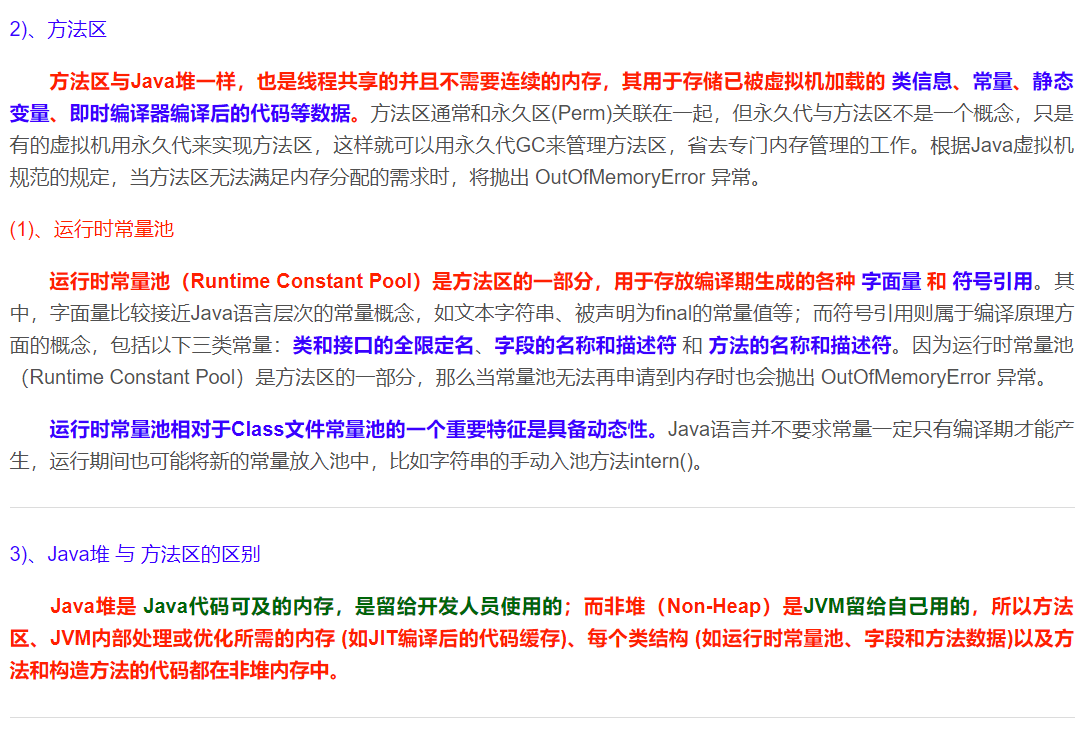 2)、方法区
方法区与Java堆一样，也是线程共享的并且不需要连续的内存，其用于存储已被虚拟机加载的 类信息、常量、静态
变量、即时编译器编译后的代码等数据。方法区通常和永久区(Perm)关联在一起，但永久代与方法区不是一个概念，只是
有的虚拟机用永久代来实现方法区，这样就可以用永久代GC来管理方法区，省去专门内存管理的工作。根据Java虚拟机
规范的规定，当方法区无法满足内存分配的需求时，将抛出 OutOfMemoryError 异常。
(1)、运行时常量池
运行时常量池（Runtime Constant Pool）是方法区的一部分，用于存放编译期生成的各种 字面量 和 符号引用。其
中，字面量比较接近Java语言层次的常量概念，如文本字符串、被声明为final的常量值等；而符号引用则属于编译原理方
面的概念，包括以下三类常量：类和接口的全限定名、字段的名称和描述符 和 方法的名称和描述符。因为运行时常量池
（Runtime Constant Pool）是方法区的一部分，那么当常量池无法再申请到内存时也会抛出 OutOfMemoryError 异常。
运行时常量池相对于Class文件常量池的一个重要特征是具备动态性。Java语言并不要求常量一定只有编译期才能产
生，运行期间也可能将新的常量放入池中，比如字符串的手动入池方法intern()。
3)、Java堆 与 方法区的区别
Java堆是 Java代码可及的内存，是留给开发人员使用的；而非堆（Non-Heap）是JVM留给自己用的，所以方法
区、JVM内部处理或优化所需的内存 (如JIT编译后的代码缓存)、每个类结构 (如运行时常量池、字段和方法数据)以及方
法和构造方法的代码都在非堆内存中。